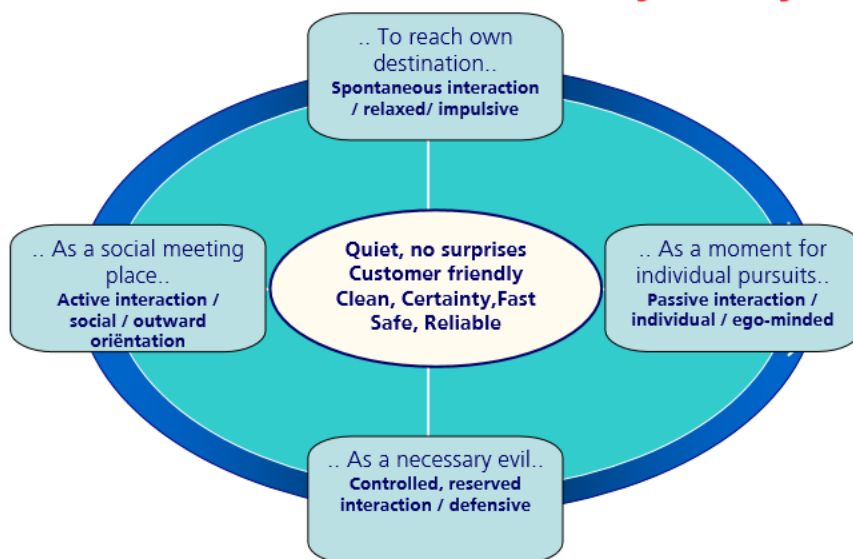 .. To reach own
destination..
Spontaneous interaction
/ relaxed/ impulsive
.. As a social meeting
place..
Active interaction /
social / outward
oriëntation
Quiet, no surprises
Customer friendly
Clean, Certainty,Fast
Safe, Reliable
.. As a moment for
individual pursuits..
Passive interaction /
individual / ego-minded
.. As a necessary evil..
Controlled, reserved
interaction / defensive